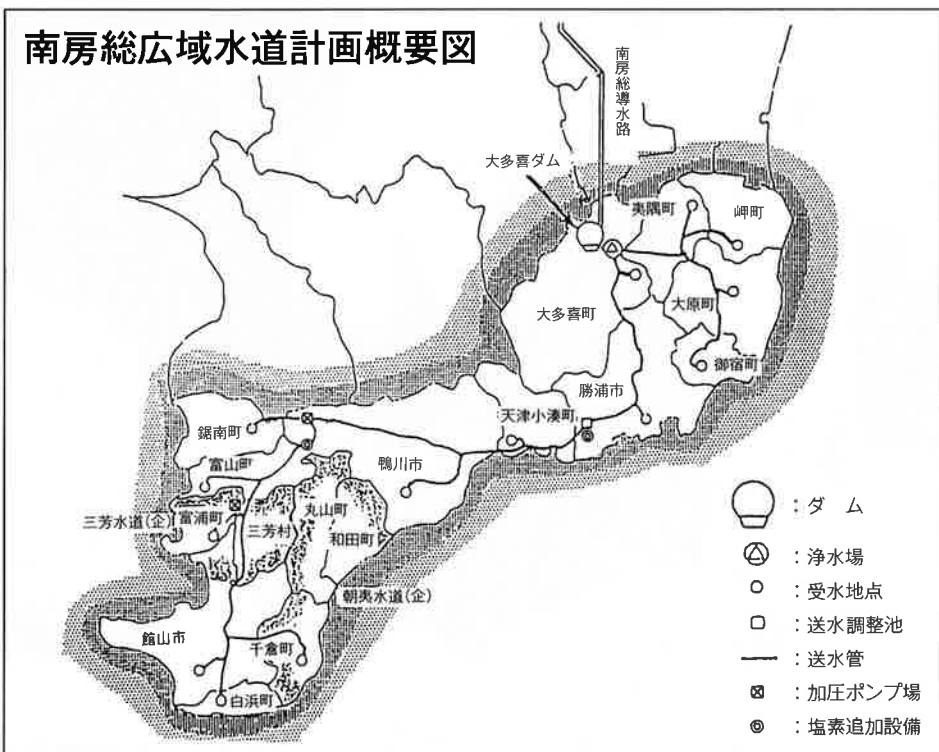 南房総広域水道計画概要図
南房総導水路
大多喜ダム
夷隅町
岬町
大多喜町
大原町
御宿町
勝浦市
天津小湊町
鋸南町
富山町
鴨川市
三芳水道(企)
富浦町
三芳村
丸山町
和田町
朝夷水道(企)
館山市
千倉町
白浜町
：ダム
：浄水場
：受水地点
：送水調整池
：送水管
：加圧ポンプ場
：塩素追加設備